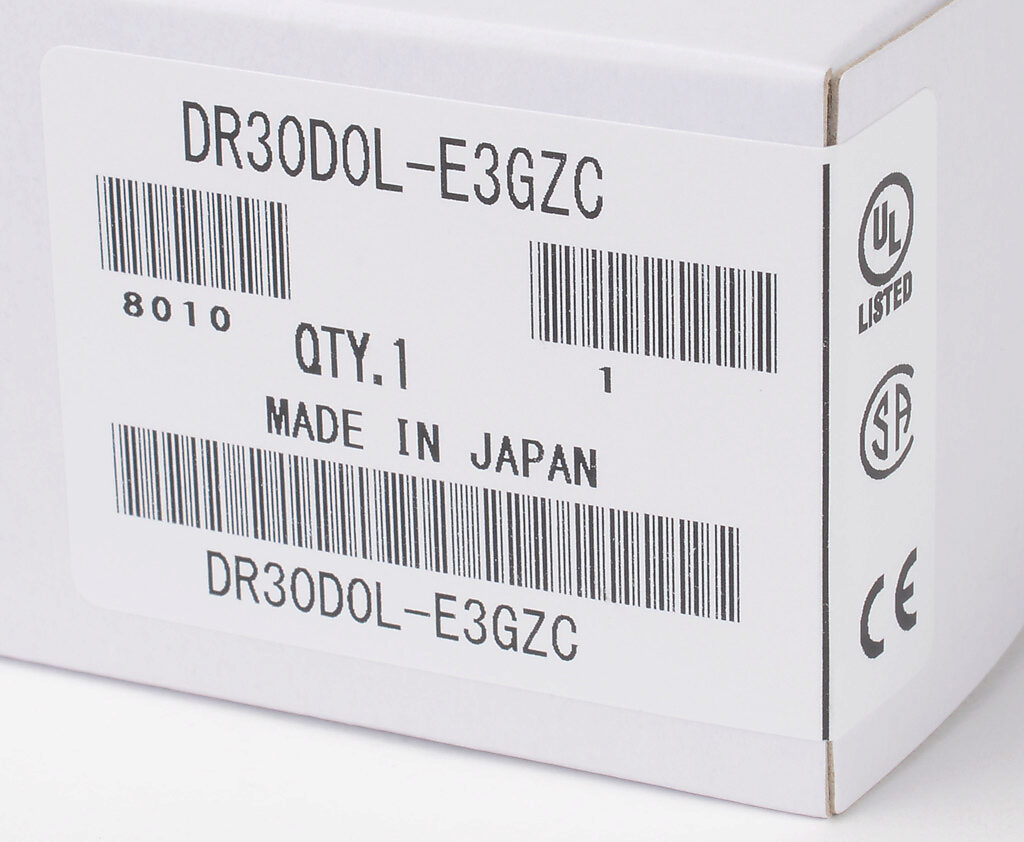 DR30D0L-E3GZC
8010
QTY.1
1
MADE IN JAPAN
DR30D0L-E3GZC
UL
LISTED
SA
CE